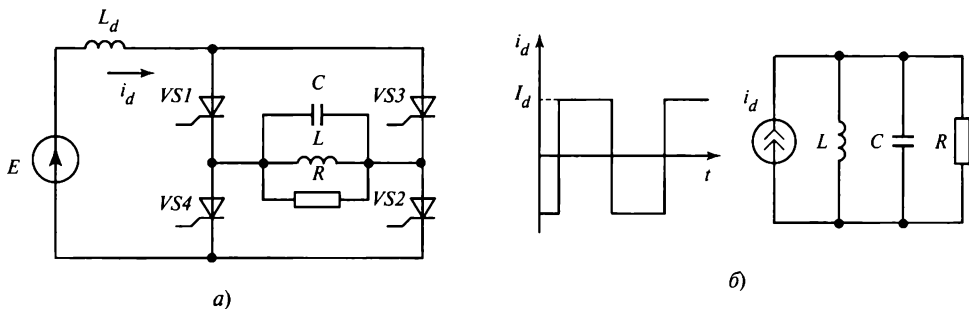 L_d
i_d
VS1
C
VS3
L
R
E
VS4
VS2
а)
i_d
I_d
t
i_d
L
C
R
б)